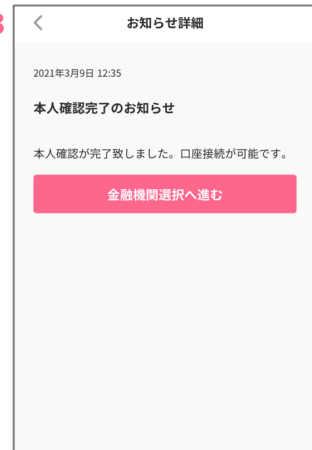 お知らせ詳細
2021年3月9日 12:35
本人確認完了のお知らせ
本人確認が完了致しました。口座接続が可能です。
金融機関選択へ進む